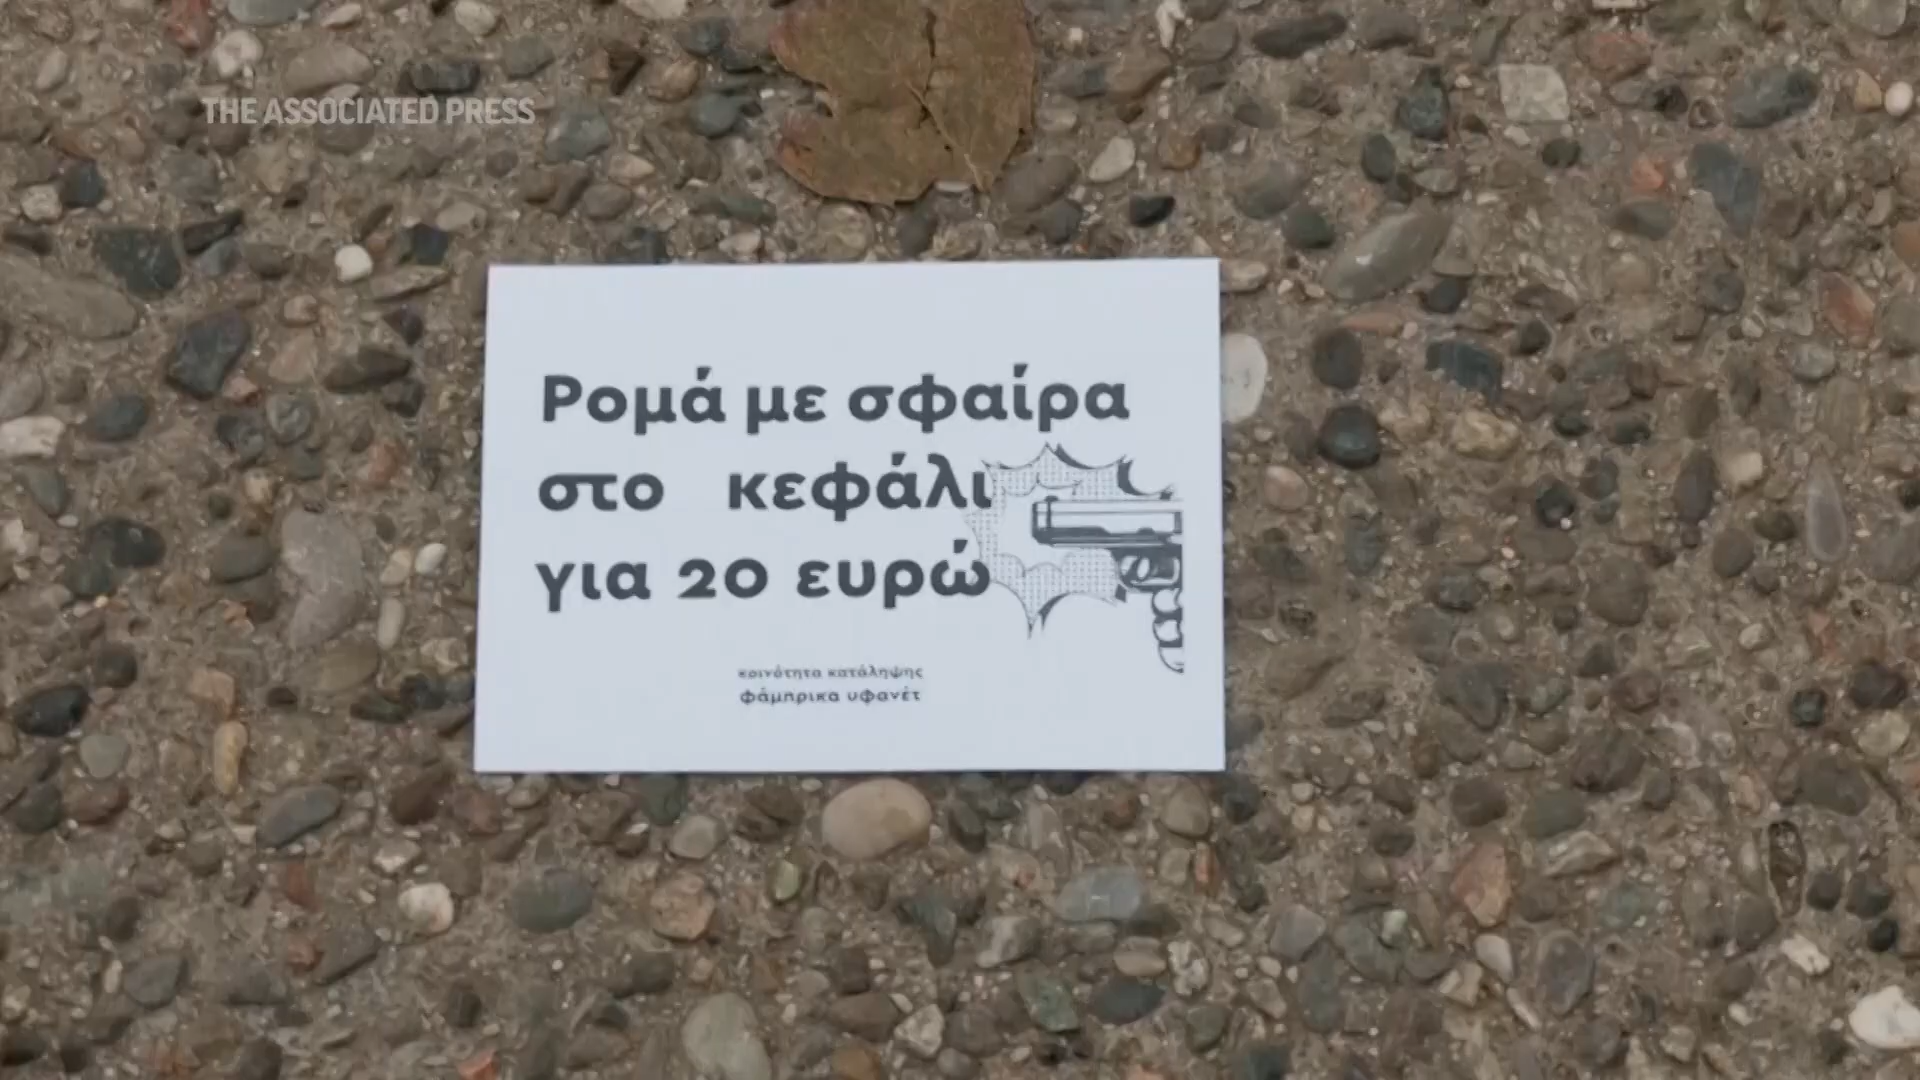 THE ASSOCIATED PRESS
Ρομά με σφαίρα
στο κεφάλι
για 20 ευρώ
κοινότητα κατάληψης
φάμπρικα υφανέτ